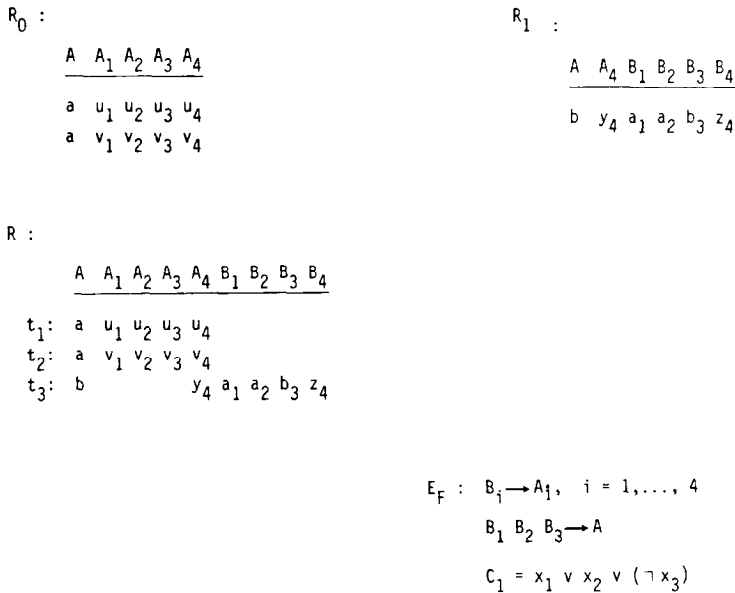 R₀ :
A A₁ A₂ A₃ A₄
a u₁ u₂ u₃ u₄
a v₁ v₂ v₃ v₄
R₁ :
A A₄ B₁ B₂ B₃ B₄
b y₄ a₁ a₂ b₃ z₄
R :
A A₁ A₂ A₃ A₄ B₁ B₂ B₃ B₄
t₁: a u₁ u₂ u₃ u₄
t₂: a v₁ v₂ v₃ v₄
t₃: b y₄ a₁ a₂ b₃ z₄
E_F : B_i → A_i, i = 1,..., 4
B₁ B₂ B₃ → A
C₁ = x₁ v x₂ v (¬ x₃)